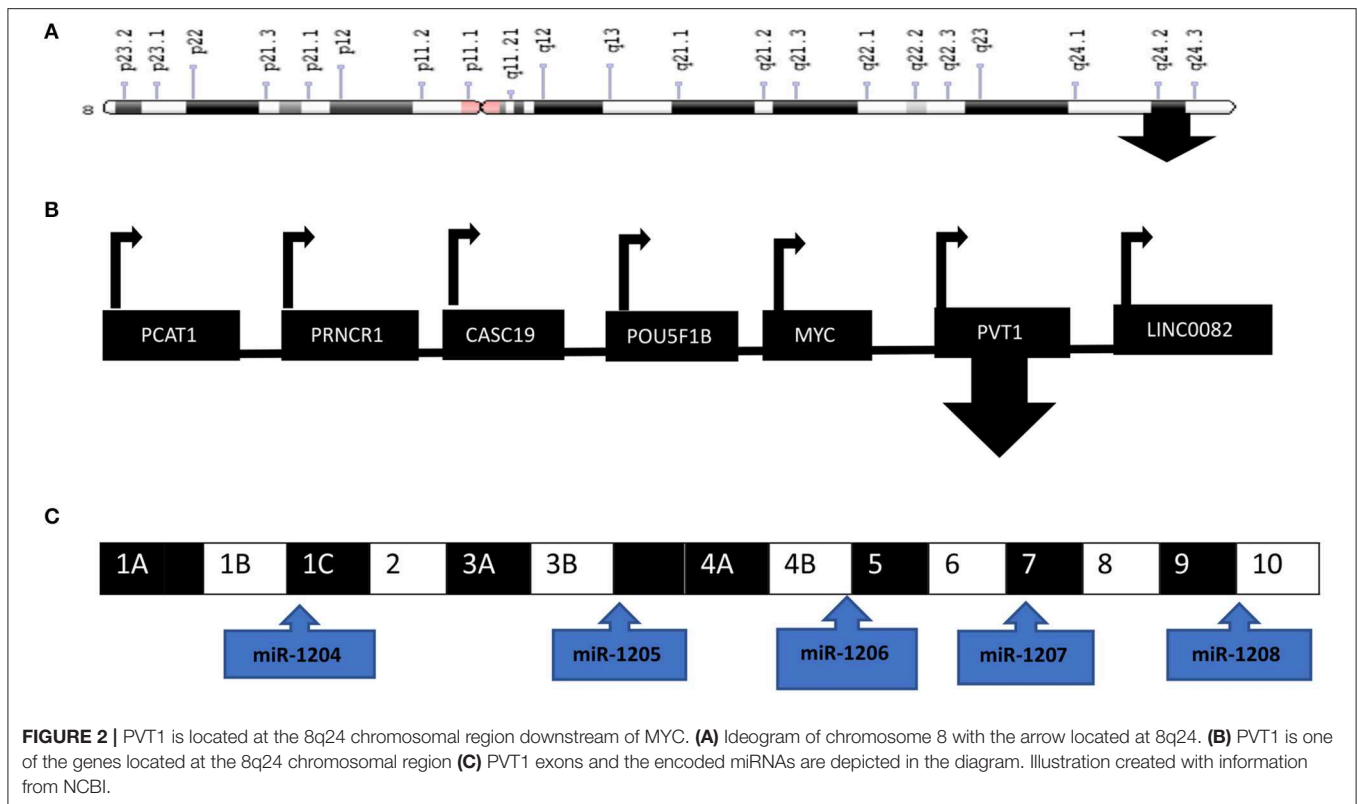 A
p23.2 p23.1 p22 p21.3 p21.1 p12 p11.2 p11.1 q11.21 q12 q13 q21.1 q21.2 q21.3 q22.1 q22.2 q22.3 q23 q24.1 q24.2 q24.3
8
B
PCAT1 PRNCR1 CASC19 POU5F1B MYC PVT1 LINC0082
C
1A 1B 1C 2 3A 3B 4A 4B 5 6 7 8 9 10
miR-1204 miR-1205 miR-1206 miR-1207 miR-1208
FIGURE 2 | PVT1 is located at the 8q24 chromosomal region downstream of MYC. (A) Ideogram of chromosome 8 with the arrow located at 8q24. (B) PVT1 is one
of the genes located at the 8q24 chromosomal region (C) PVT1 exons and the encoded miRNAs are depicted in the diagram. Illustration created with information
from NCBI.